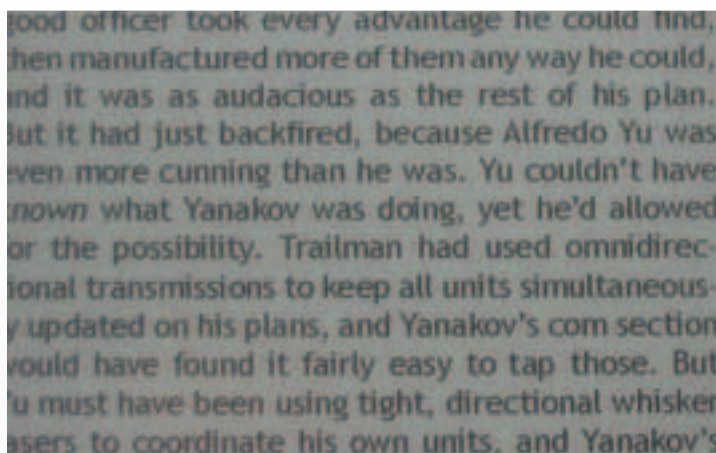 good officer took every advantage he could find,
then manufactured more of them any way he could,
and it was as audacious as the rest of his plan.
But it had just backfired, because Alfredo Yu was
even more cunning than he was. Yu couldn't have
known what Yanakov was doing, yet he'd allowed
for the possibility. Trailman had used omnidirec-
tional transmissions to keep all units simultaneous-
ly updated on his plans, and Yanakov's com section
would have found it fairly easy to tap those. But
Yu must have been using tight, directional whisker
lasers to coordinate his own units, and Yanakov's